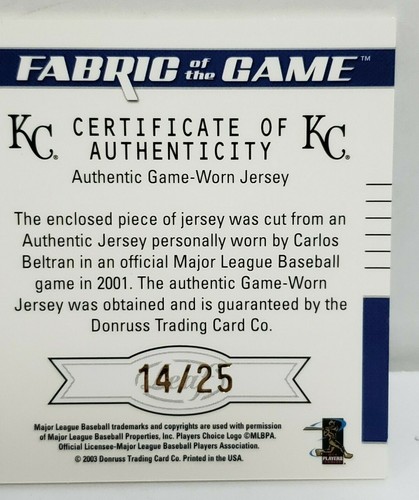 FABRIC of the GAME™
KC® CERTIFICATE OF KC®
AUTHENTICITY
Authentic Game-Worn Jersey
The enclosed piece of jersey was cut from an
Authentic Jersey personally worn by Carlos
Beltran in an official Major League Baseball
game in 2001. The authentic Game-Worn
Jersey was obtained and is guaranteed by the
Donruss Trading Card Co.
Leaf
14/25
Major League Baseball trademarks and copyrights are used with permission
of Major League Baseball Properties, Inc. Players Choice Logo ©MLBPA.
Official Licensee-Major League Baseball Players Association.
© 2003 Donruss Trading Card Co. Printed in the USA.
PLAYERS